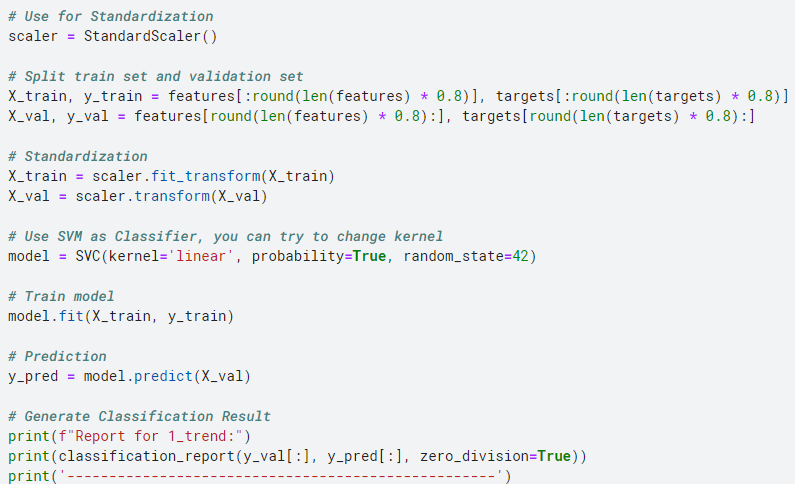 # Use for Standardization
scaler = StandardScaler()
# Split train set and validation set
X_train, y_train = features[:round(len(features) * 0.8)], targets[:round(len(targets) * 0.8)]
X_val, y_val = features[round(len(features) * 0.8):], targets[round(len(targets) * 0.8):]
# Standardization
X_train = scaler.fit_transform(X_train)
X_val = scaler.transform(X_val)
# Use SVM as Classifier, you can try to change kernel
model = SVC(kernel='linear', probability=True, random_state=42)
# Train model
model.fit(X_train, y_train)
# Prediction
y_pred = model.predict(X_val)
# Generate Classification Result
print(f"Report for 1_trend:")
print(classification_report(y_val[:], y_pred[:], zero_division=True))
print('---------------------------------------------------')